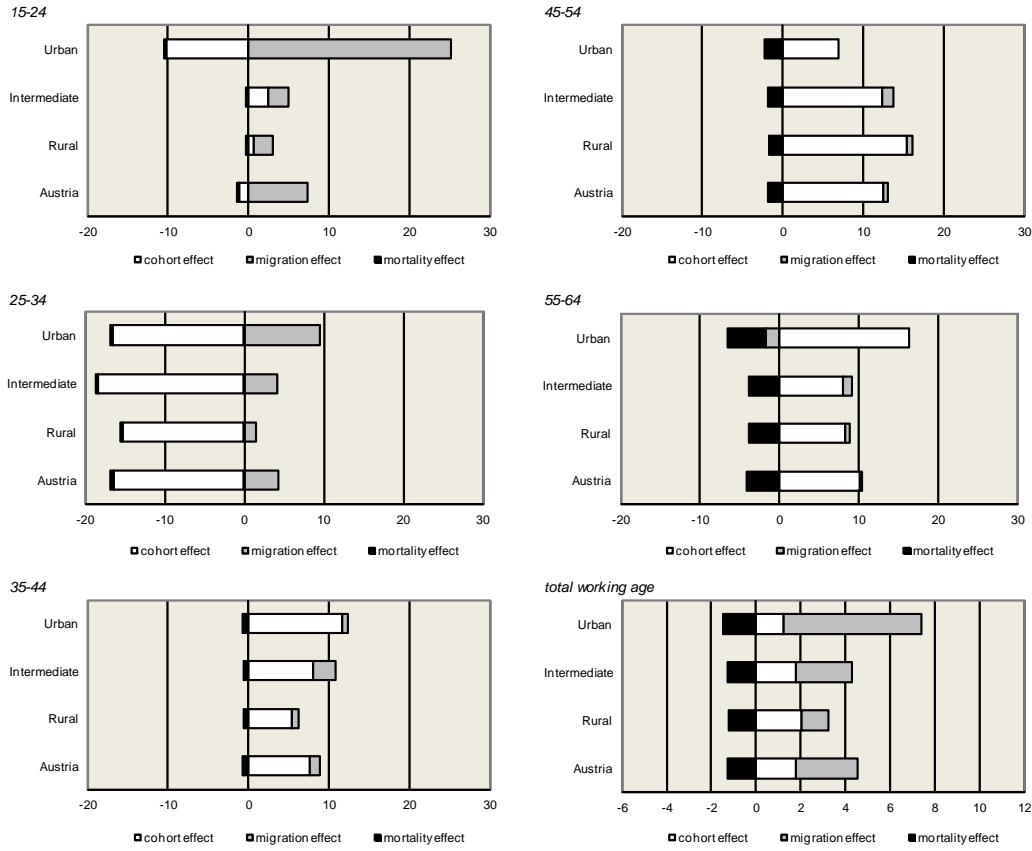 15-24
Urban
Intermediate
Rural
Austria
-20 -10 0 10 20 30
cohort effect migration effect mortality effect
45-54
Urban
Intermediate
Rural
Austria
-20 -10 0 10 20 30
cohort effect migration effect mortality effect
25-34
Urban
Intermediate
Rural
Austria
-20 -10 0 10 20 30
cohort effect migration effect mortality effect
55-64
Urban
Intermediate
Rural
Austria
-20 -10 0 10 20 30
cohort effect migration effect mortality effect
35-44
Urban
Intermediate
Rural
Austria
-20 -10 0 10 20 30
cohort effect migration effect mortality effect
total working age
Urban
Intermediate
Rural
Austria
-6 -4 -2 0 2 4 6 8 10 12
cohort effect migration effect mortality effect